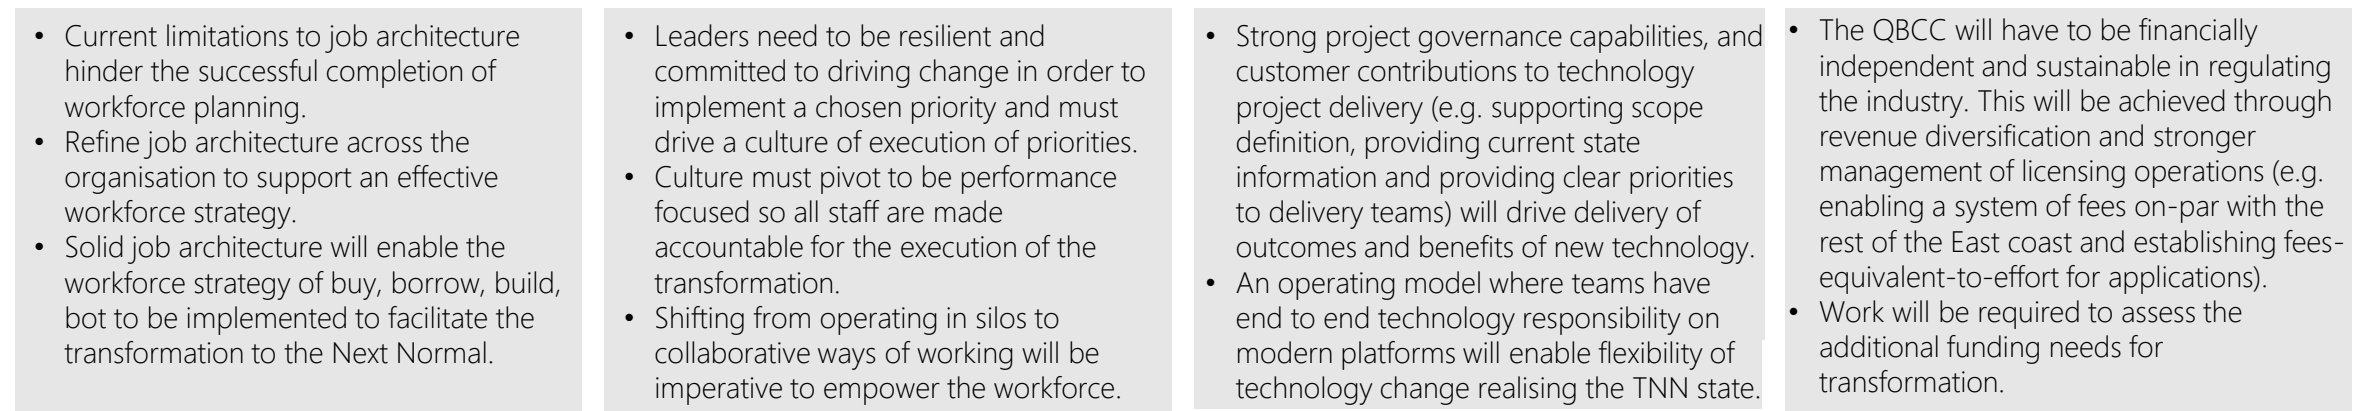 • Current limitations to job architecture
hinder the successful completion of
workforce planning.
• Refine job architecture across the
organisation to support an effective
workforce strategy.
• Solid job architecture will enable the
workforce strategy of buy, borrow, build,
bot to be implemented to facilitate the
transformation to the Next Normal.
• Leaders need to be resilient and
committed to driving change in order to
implement a chosen priority and must
drive a culture of execution of priorities.
• Culture must pivot to be performance
focused so all staff are made
accountable for the execution of the
transformation.
• Shifting from operating in silos to
collaborative ways of working will be
imperative to empower the workforce.
• Strong project governance capabilities, and
customer contributions to technology
project delivery (e.g. supporting scope
definition, providing current state
information and providing clear priorities
to delivery teams) will drive delivery of
outcomes and benefits of new technology.
• An operating model where teams have
end to end technology responsibility on
modern platforms will enable flexibility of
technology change realising the TNN state.
• The QBCC will have to be financially
independent and sustainable in regulating
the industry. This will be achieved through
revenue diversification and stronger
management of licensing operations (e.g.
enabling a system of fees on-par with the
rest of the East coast and establishing fees-
equivalent-to-effort for applications).
• Work will be required to assess the
additional funding needs for
transformation.